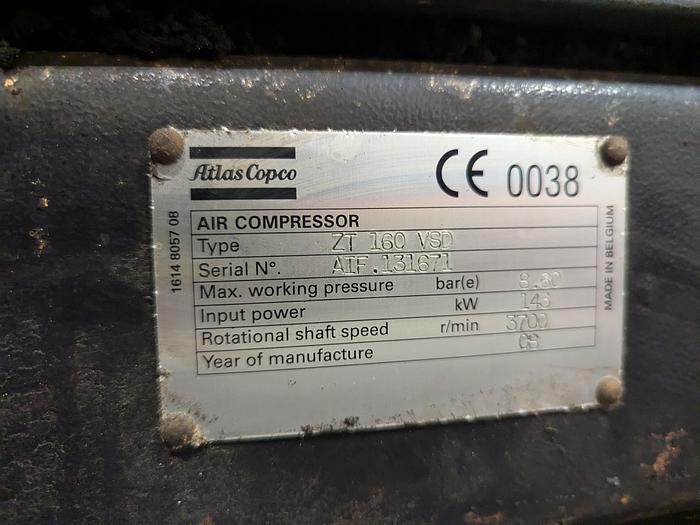 Atlas Copco
CE 0038
1614 8057 08
AIR COMPRESSOR
Type ZT 160 VSD
Serial N°. AIF.131671
Max. working pressure bar(e) 8.60
Input power kW 143
Rotational shaft speed r/min 3700
Year of manufacture 08
MADE IN BELGIUM